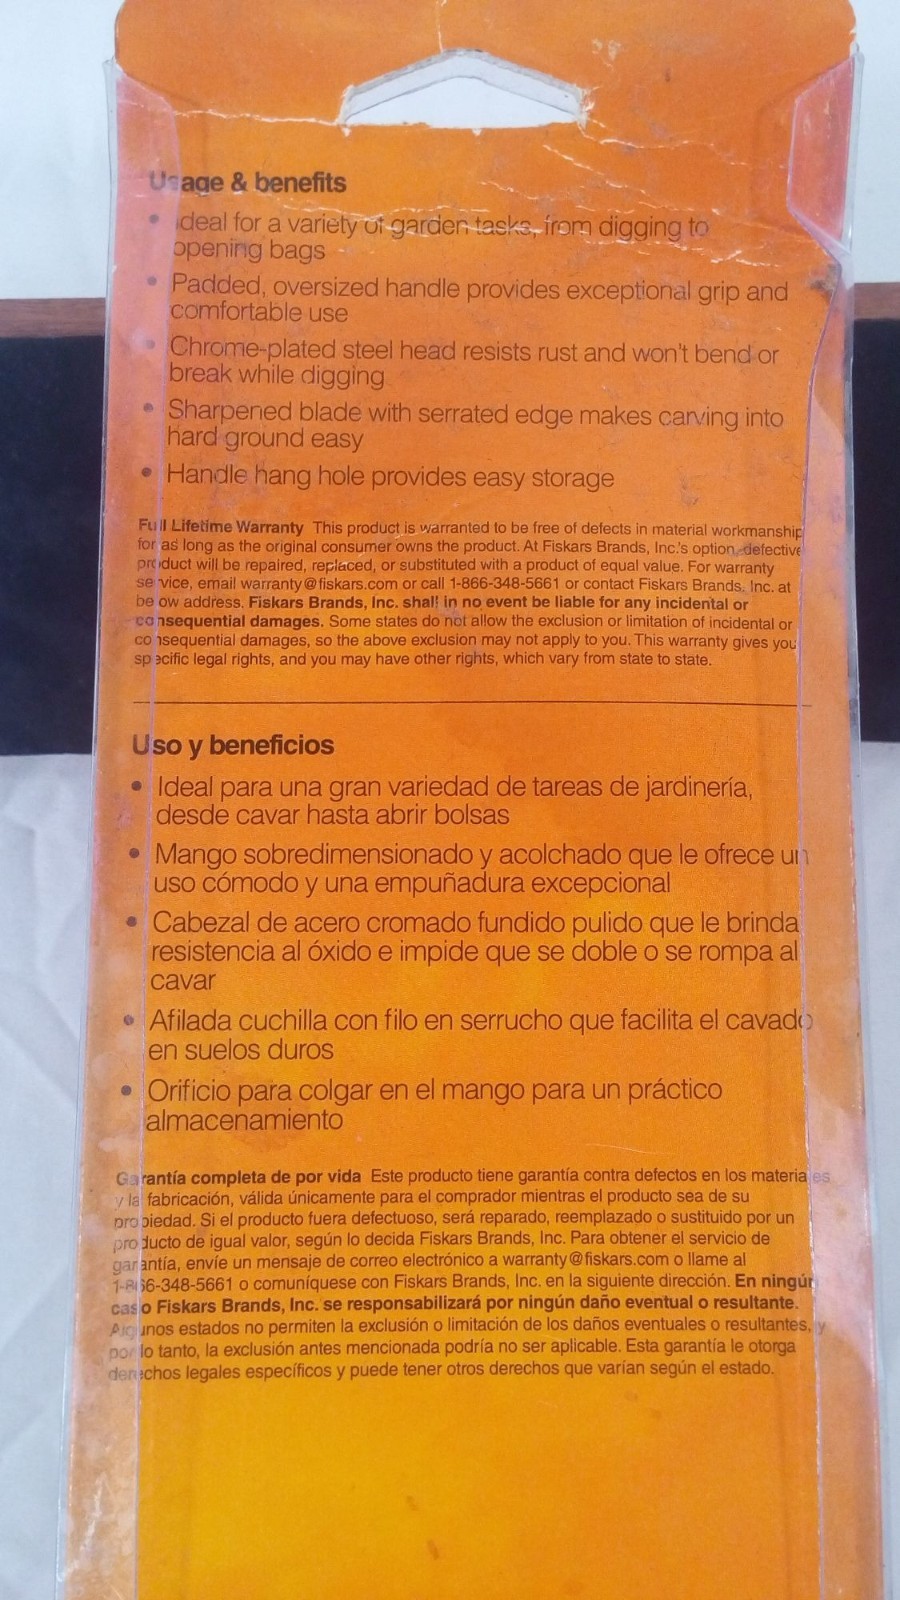 Usage & benefits
• Ideal for a variety of garden tasks, from digging to
opening bags
• Padded, oversized handle provides exceptional grip and
comfortable use
• Chrome-plated steel head resists rust and won't bend or
break while digging
• Sharpened blade with serrated edge makes carving into
hard ground easy
• Handle hang hole provides easy storage
Full Lifetime Warranty This product is warranted to be free of defects in material workmanship
for as long as the original consumer owns the product. At Fiskars Brands, Inc.'s option, defective
product will be repaired, replaced, or substituted with a product of equal value. For warranty
service, email warranty@fiskars.com or call 1-866-348-5661 or contact Fiskars Brands, Inc. at
below address. Fiskars Brands, Inc. shall in no event be liable for any incidental or
consequential damages. Some states do not allow the exclusion or limitation of incidental or
consequential damages, so the above exclusion may not apply to you. This warranty gives you
specific legal rights, and you may have other rights, which vary from state to state.
Uso y beneficios
• Ideal para una gran variedad de tareas de jardinería,
desde cavar hasta abrir bolsas
• Mango sobredimensionado y acolchado que le ofrece un
uso cómodo y una empuñadura excepcional
• Cabezal de acero cromado fundido pulido que le brinda
resistencia al óxido e impide que se doble o se rompa al
cavar
• Afilada cuchilla con filo en serrucho que facilita el cavado
en suelos duros
• Orificio para colgar en el mango para un práctico
almacenamiento
Garantía completa de por vida Este producto tiene garantía contra defectos en los materiales
y la fabricación, válida únicamente para el comprador mientras el producto sea de su
propiedad. Si el producto fuera defectuoso, será reparado, reemplazado o sustituido por un
producto de igual valor, según lo decida Fiskars Brands, Inc. Para obtener el servicio de
garantía, envíe un mensaje de correo electrónico a warranty@fiskars.com o llame al
1-866-348-5661 o comuníquese con Fiskars Brands, Inc. en la siguiente dirección. En ningún
caso Fiskars Brands, Inc. se responsabilizará por ningún daño eventual o resultante.
Algunos estados no permiten la exclusión o limitación de los daños eventuales o resultantes, y
por lo tanto, la exclusión antes mencionada podría no ser aplicable. Esta garantía le otorga
derechos legales específicos y puede tener otros derechos que varían según el estado.